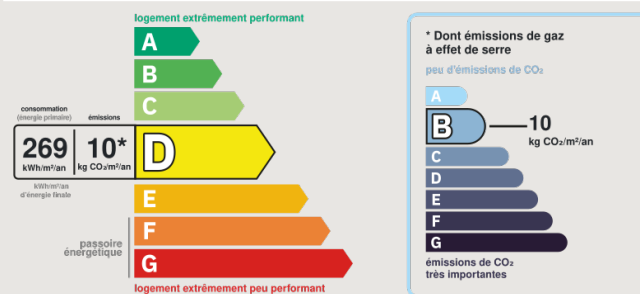 logement extrêmement performant
A
B
C
consommation
(énergie primaire)
émissions
269
kWh/m²/an
10*
kg CO₂/m²/an
D
kWh/m²/an
d'énergie finale
E
F
G
passoire
énergétique
logement extrêmement peu performant
* Dont émissions de gaz
à effet de serre
peu d'émissions de CO₂
A
B
10
kg CO₂/m²/an
C
D
E
F
G
émissions de CO₂
très importantes